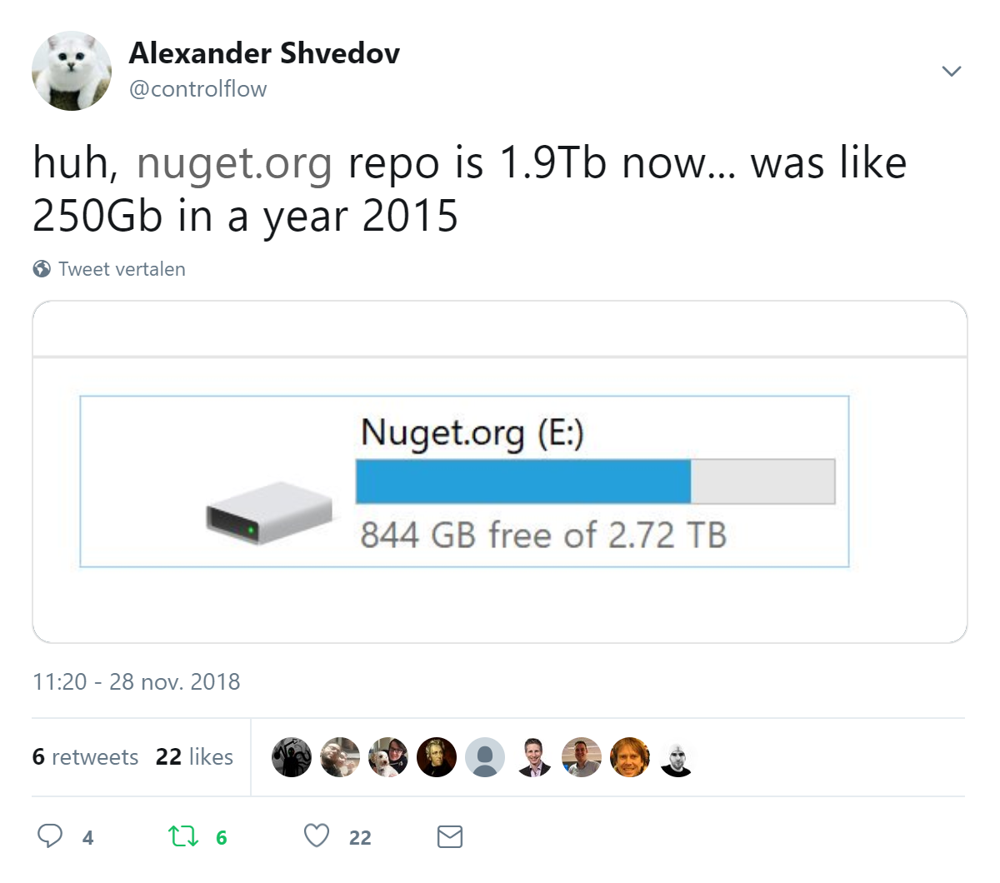 Alexander Shvedov
@controlflow
huh, nuget.org repo is 1.9Tb now... was like
250Gb in a year 2015
Tweet vertalen
Nuget.org (E:)
844 GB free of 2.72 TB
11:20 - 28 nov. 2018
6 retweets 22 likes
4 6 22